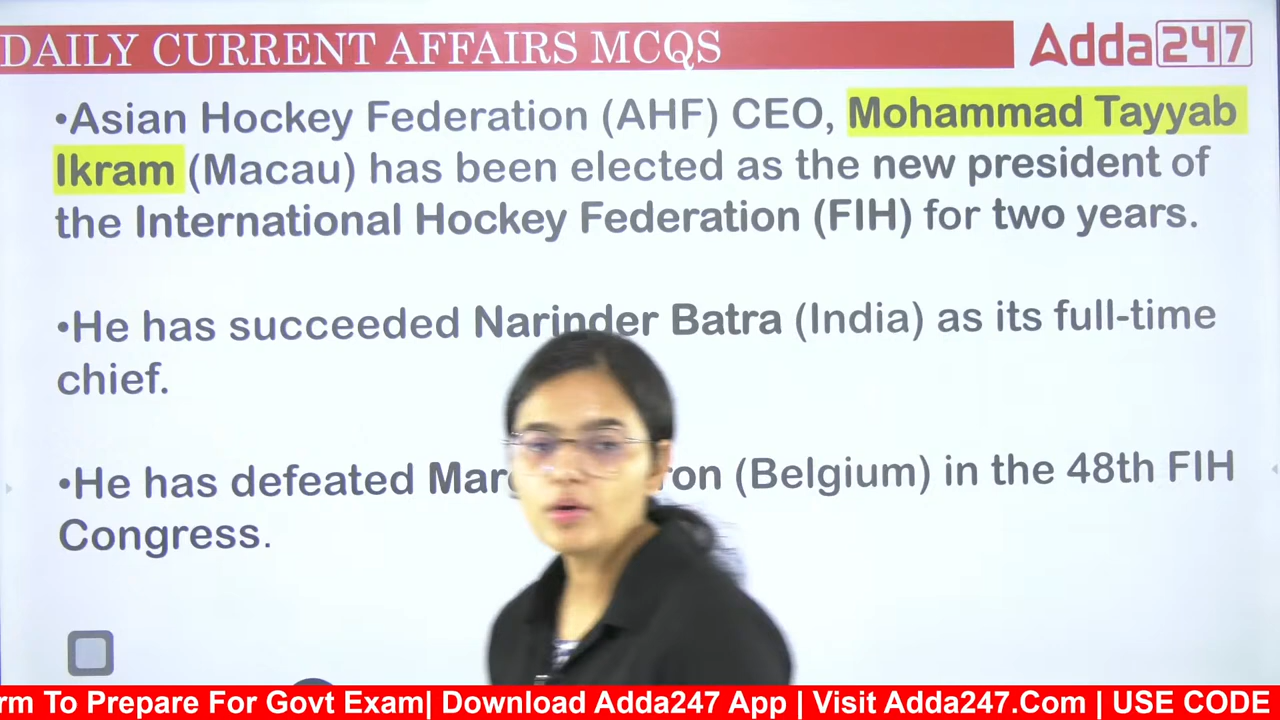 DAILY CURRENT AFFAIRS MCQS
Adda247
•Asian Hockey Federation (AHF) CEO, Mohammad Tayyab
Ikram (Macau) has been elected as the new president of
the International Hockey Federation (FIH) for two years.
•He has succeeded Narinder Batra (India) as its full-time
chief.
•He has defeated (Belgium) in the 48th FIH
Congress.
To Prepare For Govt Exam| Download Adda247 App | Visit Adda247.Com | USE CODE